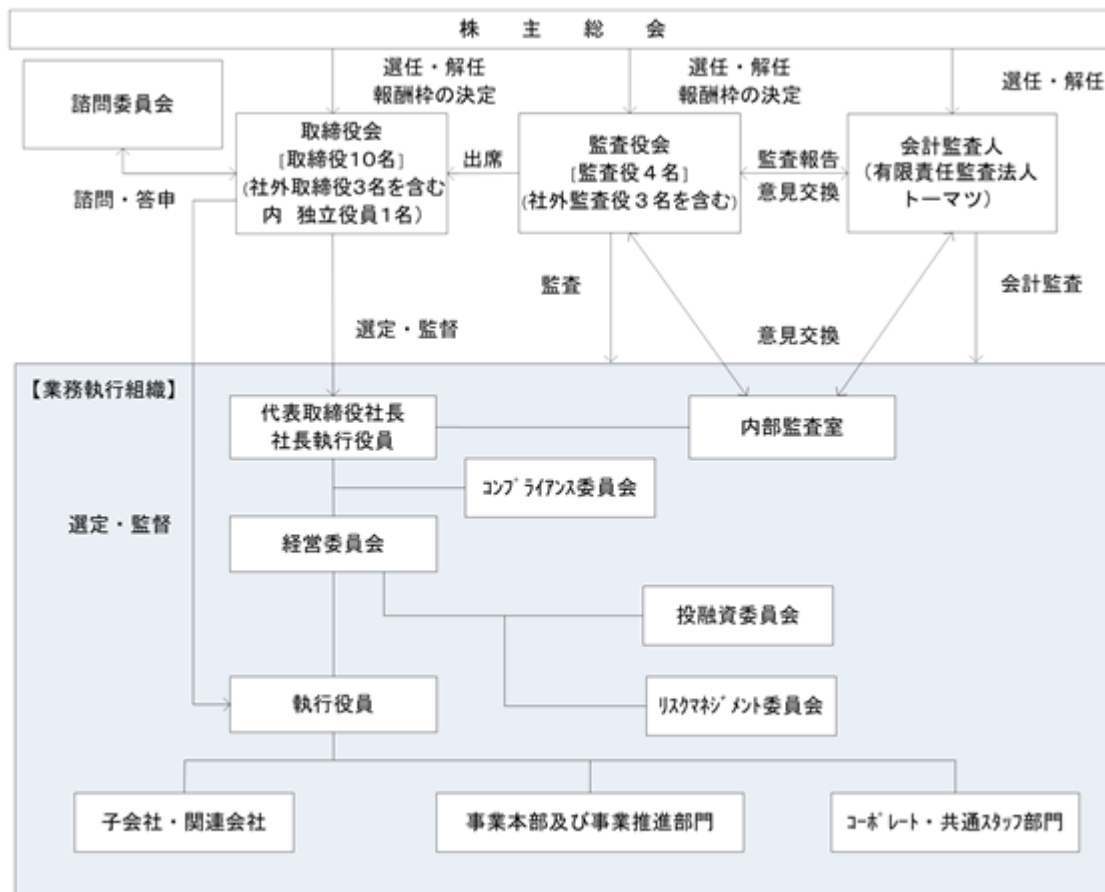 株 主 総 会
選任・解任
報酬枠の決定
選任・解任
報酬枠の決定
選任・解任
諮問委員会
諮問・答申
取締役会
[取締役10名]
(社外取締役3名を含む
内 独立役員1名)
出席
監査役会
[監査役4名]
(社外監査役3名を含む)
監査報告
意見交換
会計監査人
(有限責任監査法人
トーマツ)
選定・監督
監査
意見交換
会計監査
【業務執行組織】
代表取締役社長
社長執行役員
内部監査室
コンプライアンス委員会
選定・監督
経営委員会
投融資委員会
執行役員
リスクマネジメント委員会
子会社・関連会社
事業本部及び事業推進部門
コーポレート・共通スタッフ部門